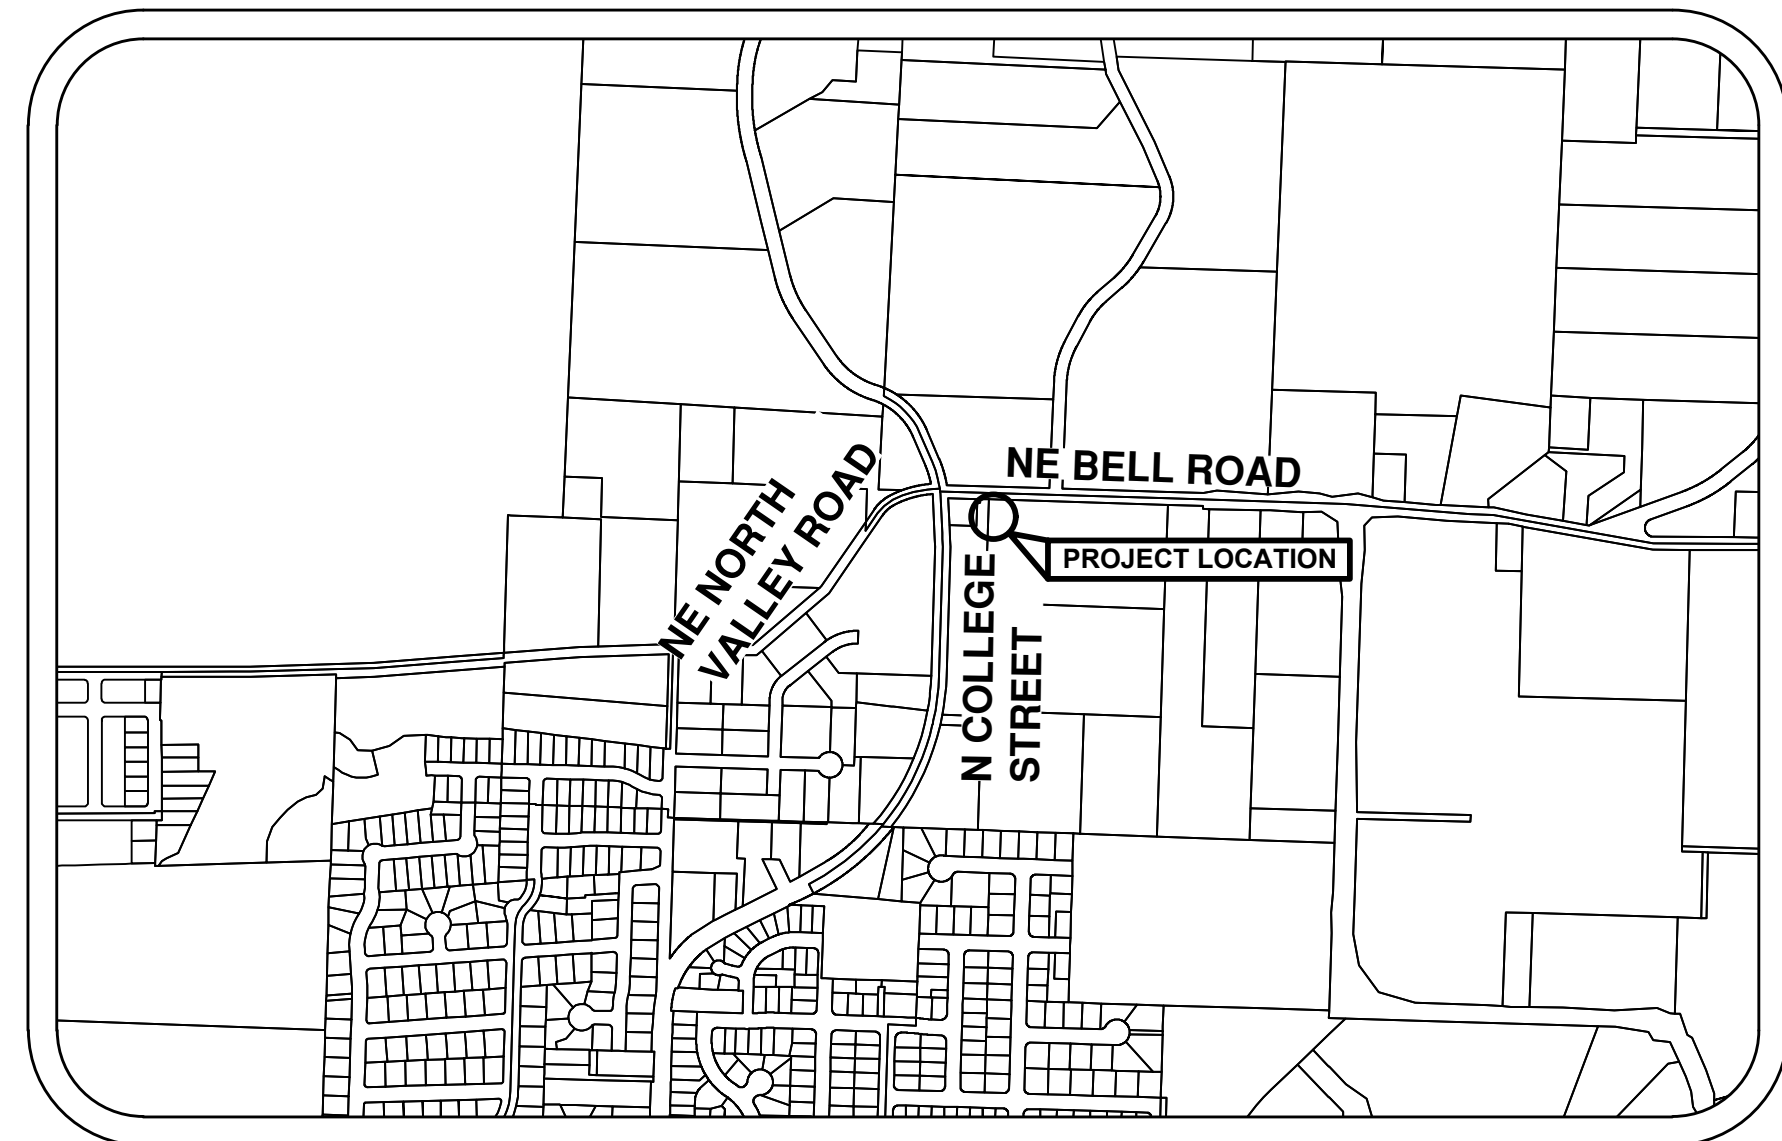 NE BELL ROAD
NE NORTH
VALLEY ROAD
PROJECT LOCATION
N COLLEGE
STREET